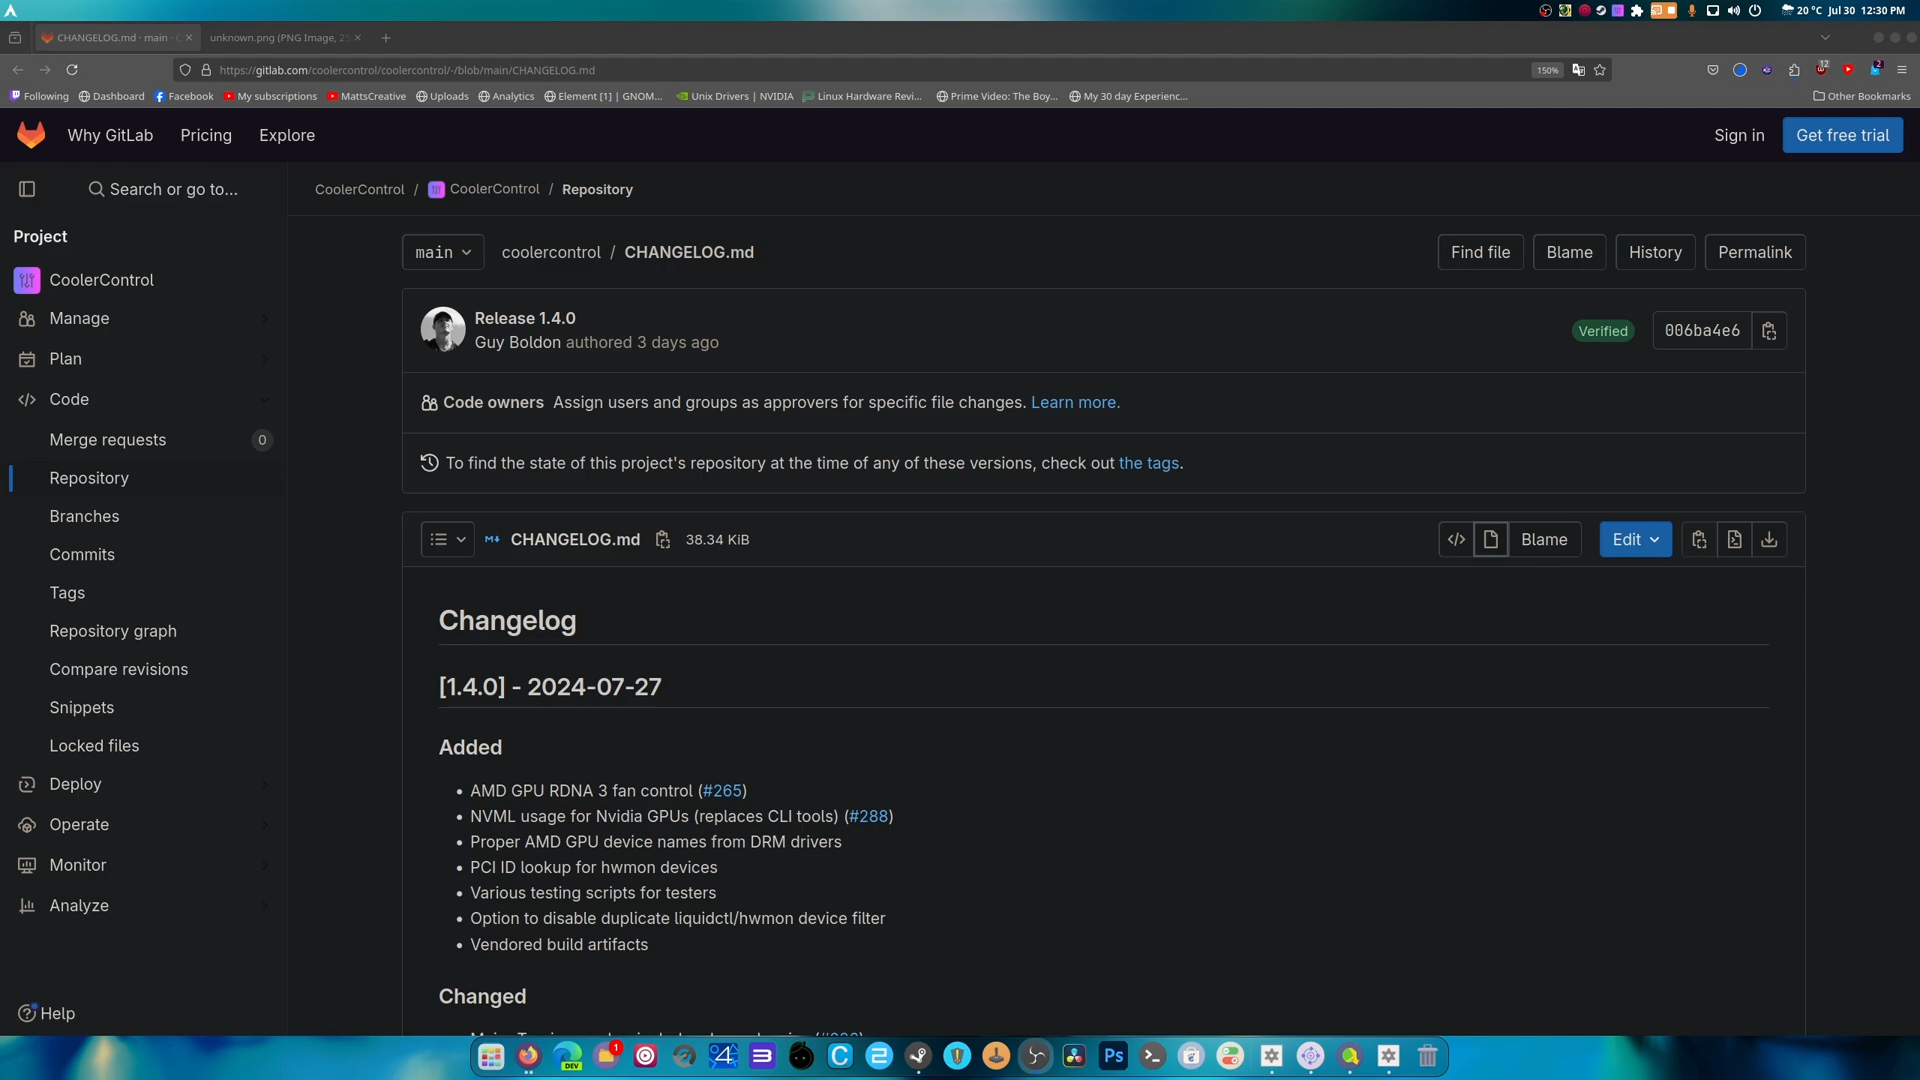 20 °C Jul 30 12:30 PM
CHANGELOG.md · main ·
unknown.png (PNG Image, 25
https://gitlab.com/coolercontrol/coolercontrol/-/blob/main/CHANGELOG.md
150%
12
2
Following
Dashboard
Facebook
My subscriptions
MattsCreative
Uploads
Analytics
Element [1] | GNOM...
Unix Drivers | NVIDIA
Linux Hardware Revi...
Prime Video: The Boy...
My 30 day Experienc...
Other Bookmarks
Why GitLab
Pricing
Explore
Sign in
Get free trial
Search or go to...
CoolerControl / CoolerControl / Repository
Project
CoolerControl
Manage
Plan
Code
Merge requests 0
Repository
Branches
Commits
Tags
Repository graph
Compare revisions
Snippets
Locked files
Deploy
Operate
Monitor
Analyze
Help
main
coolercontrol / CHANGELOG.md
Find file
Blame
History
Permalink
Release 1.4.0
Guy Boldon authored 3 days ago
Verified
006ba4e6
Code owners Assign users and groups as approvers for specific file changes. Learn more.
To find the state of this project's repository at the time of any of these versions, check out the tags.
CHANGELOG.md 38.34 KiB
Blame
Edit
Changelog
[1.4.0] - 2024-07-27
Added
• AMD GPU RDNA 3 fan control (#265)
• NVML usage for Nvidia GPUs (replaces CLI tools) (#288)
• Proper AMD GPU device names from DRM drivers
• PCI ID lookup for hwmon devices
• Various testing scripts for testers
• Option to disable duplicate liquidctl/hwmon device filter
• Vendored build artifacts
Changed
DEV
1
Ps